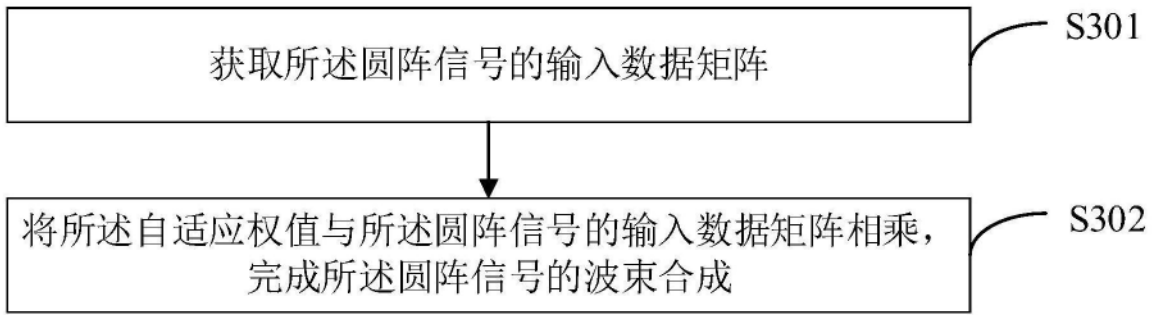 获取所述圆阵信号的输入数据矩阵
S301
将所述自适应权值与所述圆阵信号的输入数据矩阵相乘，
完成所述圆阵信号的波束合成
S302